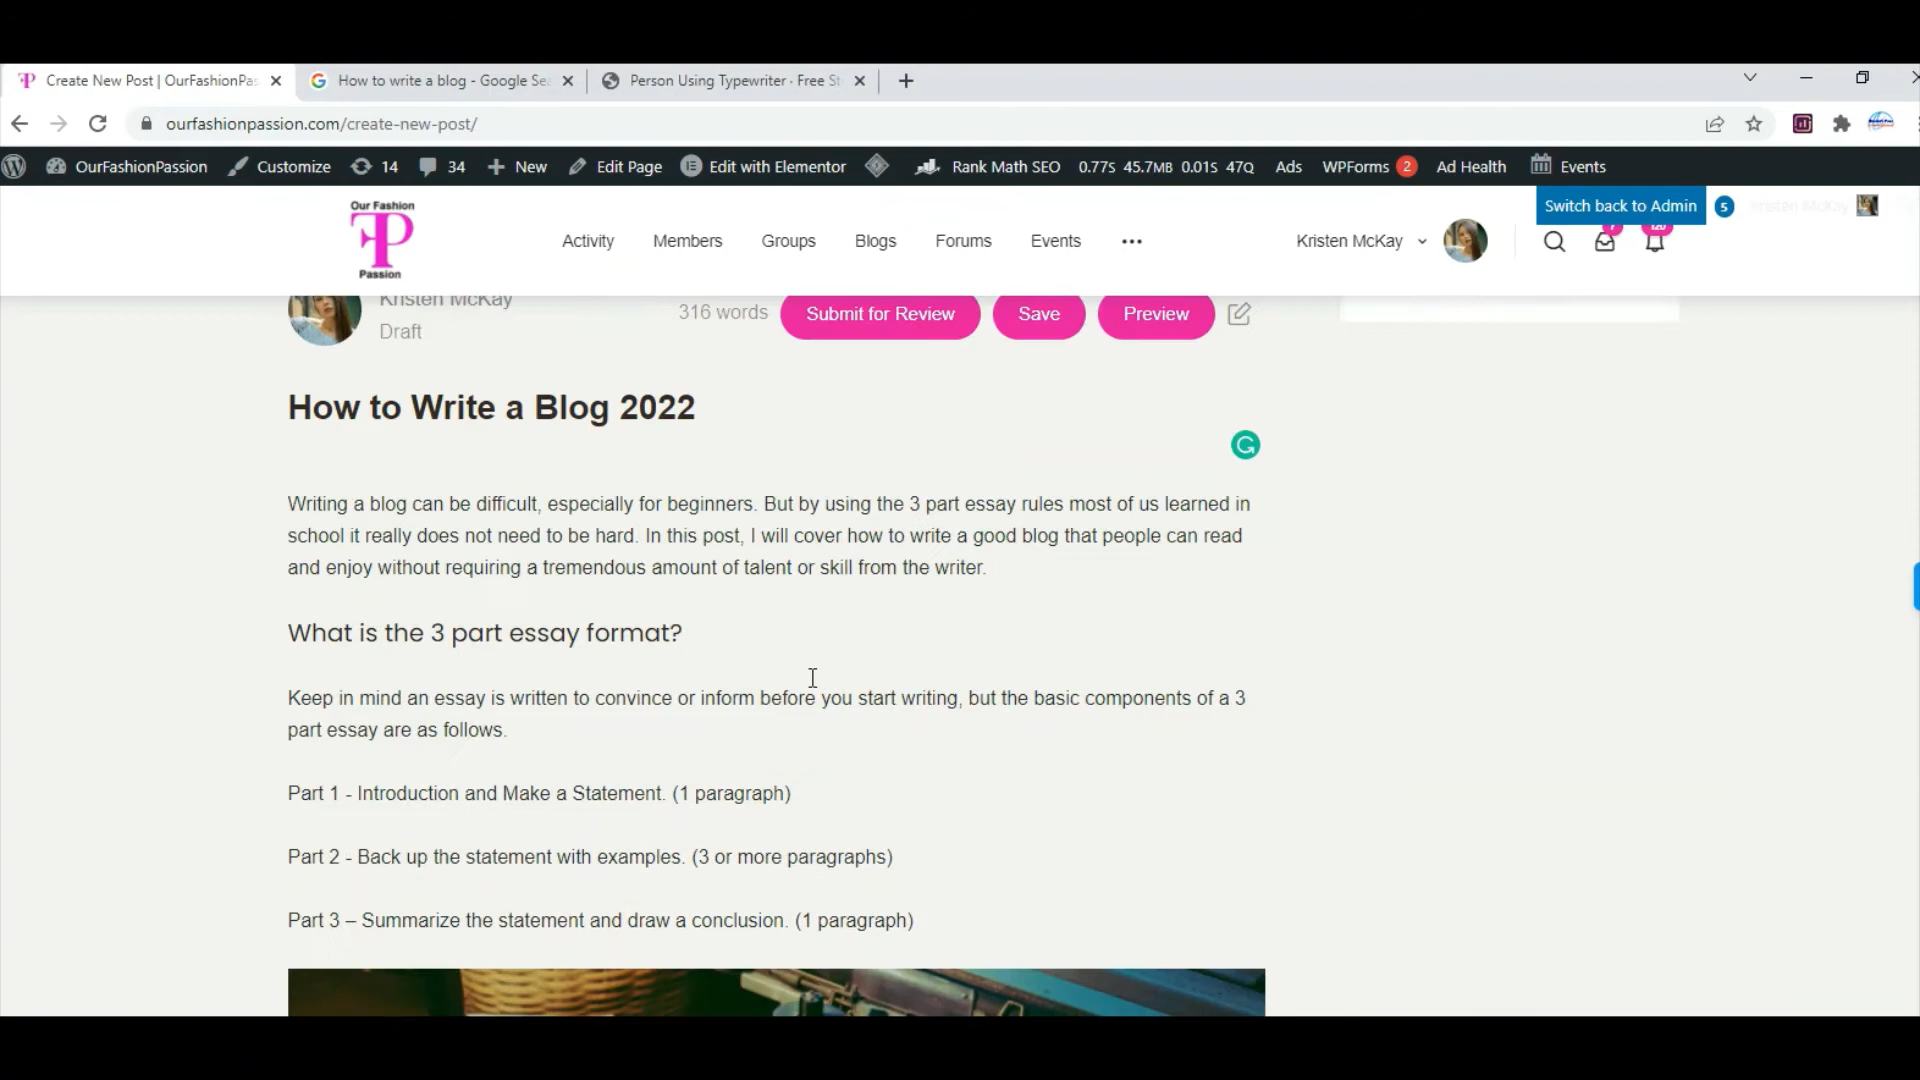 Create New Post | OurFashionPas
How to write a blog - Google Sea
Person Using Typewriter · Free St
ourfashionpassion.com/create-new-post/
OurFashionPassion Customize 14 34 New Edit Page Edit with Elementor Rank Math SEO 0.77S 45.7MB 0.01S 47Q Ads WPForms 2 Ad Health Events
Switch back to Admin 5 Kristen McKay
Our Fashion
FP
Passion
Activity Members Groups Blogs Forums Events ••• Kristen McKay
Kristen McKay
Draft
316 words Submit for Review Save Preview
How to Write a Blog 2022
Writing a blog can be difficult, especially for beginners. But by using the 3 part essay rules most of us learned in
school it really does not need to be hard. In this post, I will cover how to write a good blog that people can read
and enjoy without requiring a tremendous amount of talent or skill from the writer.
What is the 3 part essay format?
Keep in mind an essay is written to convince or inform before you start writing, but the basic components of a 3
part essay are as follows.
Part 1 - Introduction and Make a Statement. (1 paragraph)
Part 2 - Back up the statement with examples. (3 or more paragraphs)
Part 3 – Summarize the statement and draw a conclusion. (1 paragraph)